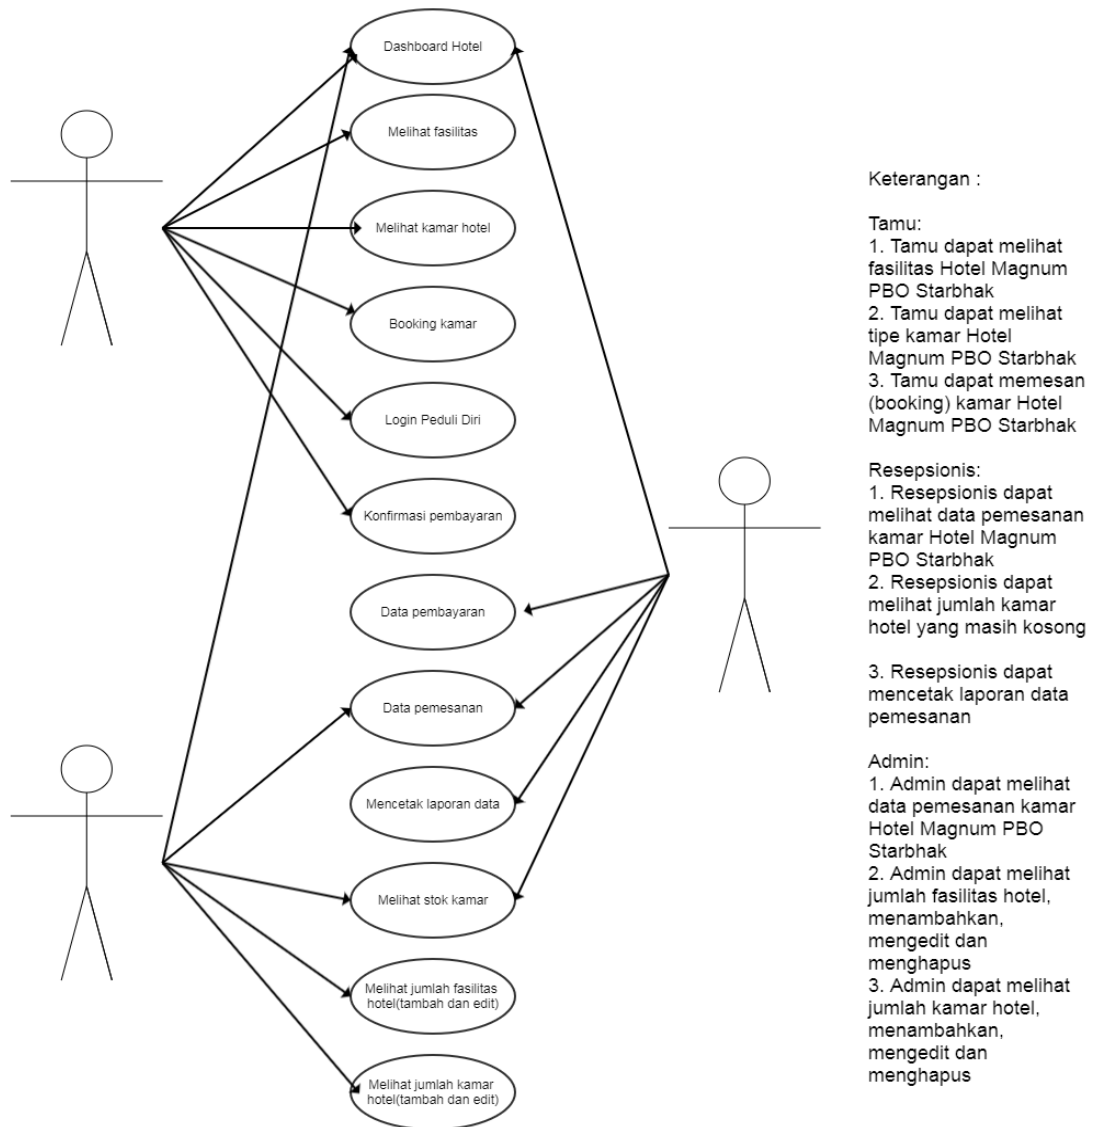 Dashboard Hotel
Melihat fasilitas
Melihat kamar hotel
Booking kamar
Login Peduli Diri
Konfirmasi pembayaran
Data pembayaran
Data pemesanan
Mencetak laporan data
Melihat stok kamar
Melihat jumlah fasilitas
hotel(tambah dan edit)
Melihat jumlah kamar
hotel(tambah dan edit)
Keterangan :
Tamu:
1. Tamu dapat melihat
fasilitas Hotel Magnum
PBO Starbhak
2. Tamu dapat melihat
tipe kamar Hotel
Magnum PBO Starbhak
3. Tamu dapat memesan
(booking) kamar Hotel
Magnum PBO Starbhak
Resepsionis:
1. Resepsionis dapat
melihat data pemesanan
kamar Hotel Magnum
PBO Starbhak
2. Resepsionis dapat
melihat jumlah kamar
hotel yang masih kosong
3. Resepsionis dapat
mencetak laporan data
pemesanan
Admin:
1. Admin dapat melihat
data pemesanan kamar
Hotel Magnum PBO
Starbhak
2. Admin dapat melihat
jumlah fasilitas hotel,
menambahkan,
mengedit dan
menghapus
3. Admin dapat melihat
jumlah kamar hotel,
menambahkan,
mengedit dan
menghapus